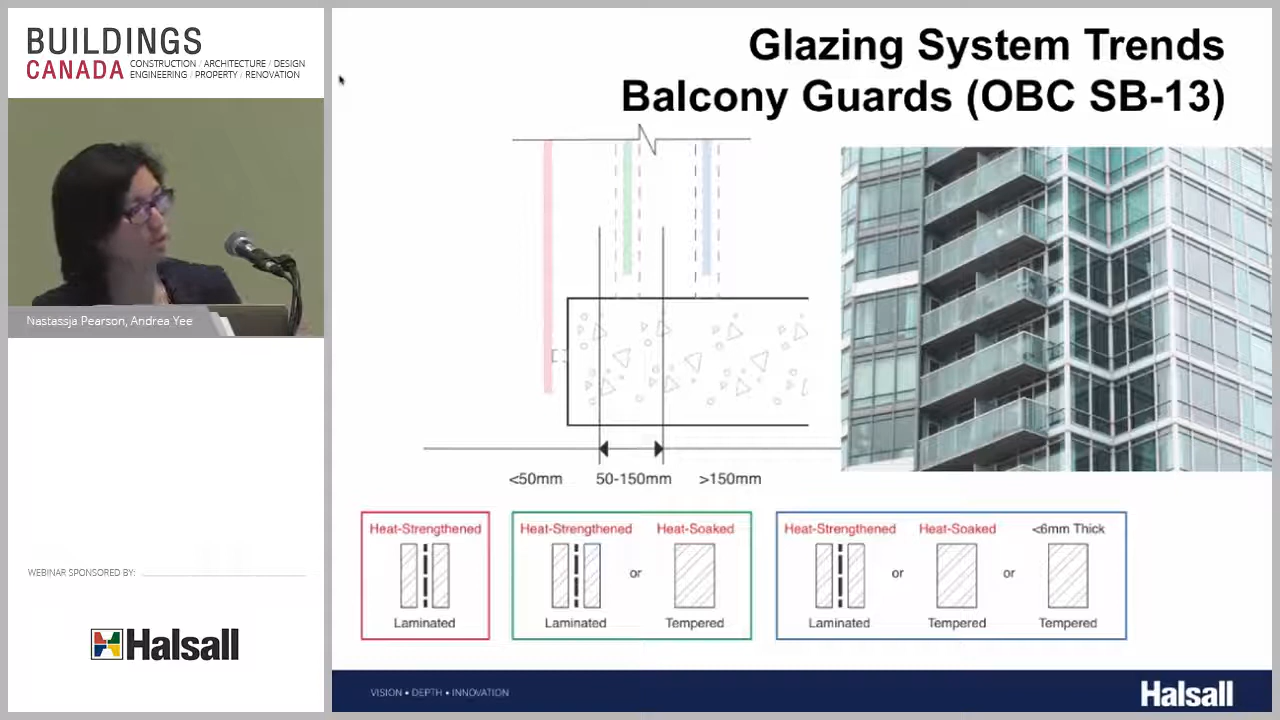 BUILDINGS
CANADA
CONSTRUCTION / ARCHITECTURE / DESIGN
ENGINEERING / PROPERTY / RENOVATION
Nastassja Pearson, Andrea Yee
WEBINAR SPONSORED BY:
Halsall
Glazing System Trends
Balcony Guards (OBC SB-13)
<50mm 50-150mm >150mm
Heat-Strengthened
Laminated
Heat-Strengthened Heat-Soaked
or
Laminated Tempered
Heat-Strengthened Heat-Soaked <6mm Thick
or or
Laminated Tempered Tempered
VISION • DEPTH • INNOVATION
Halsall